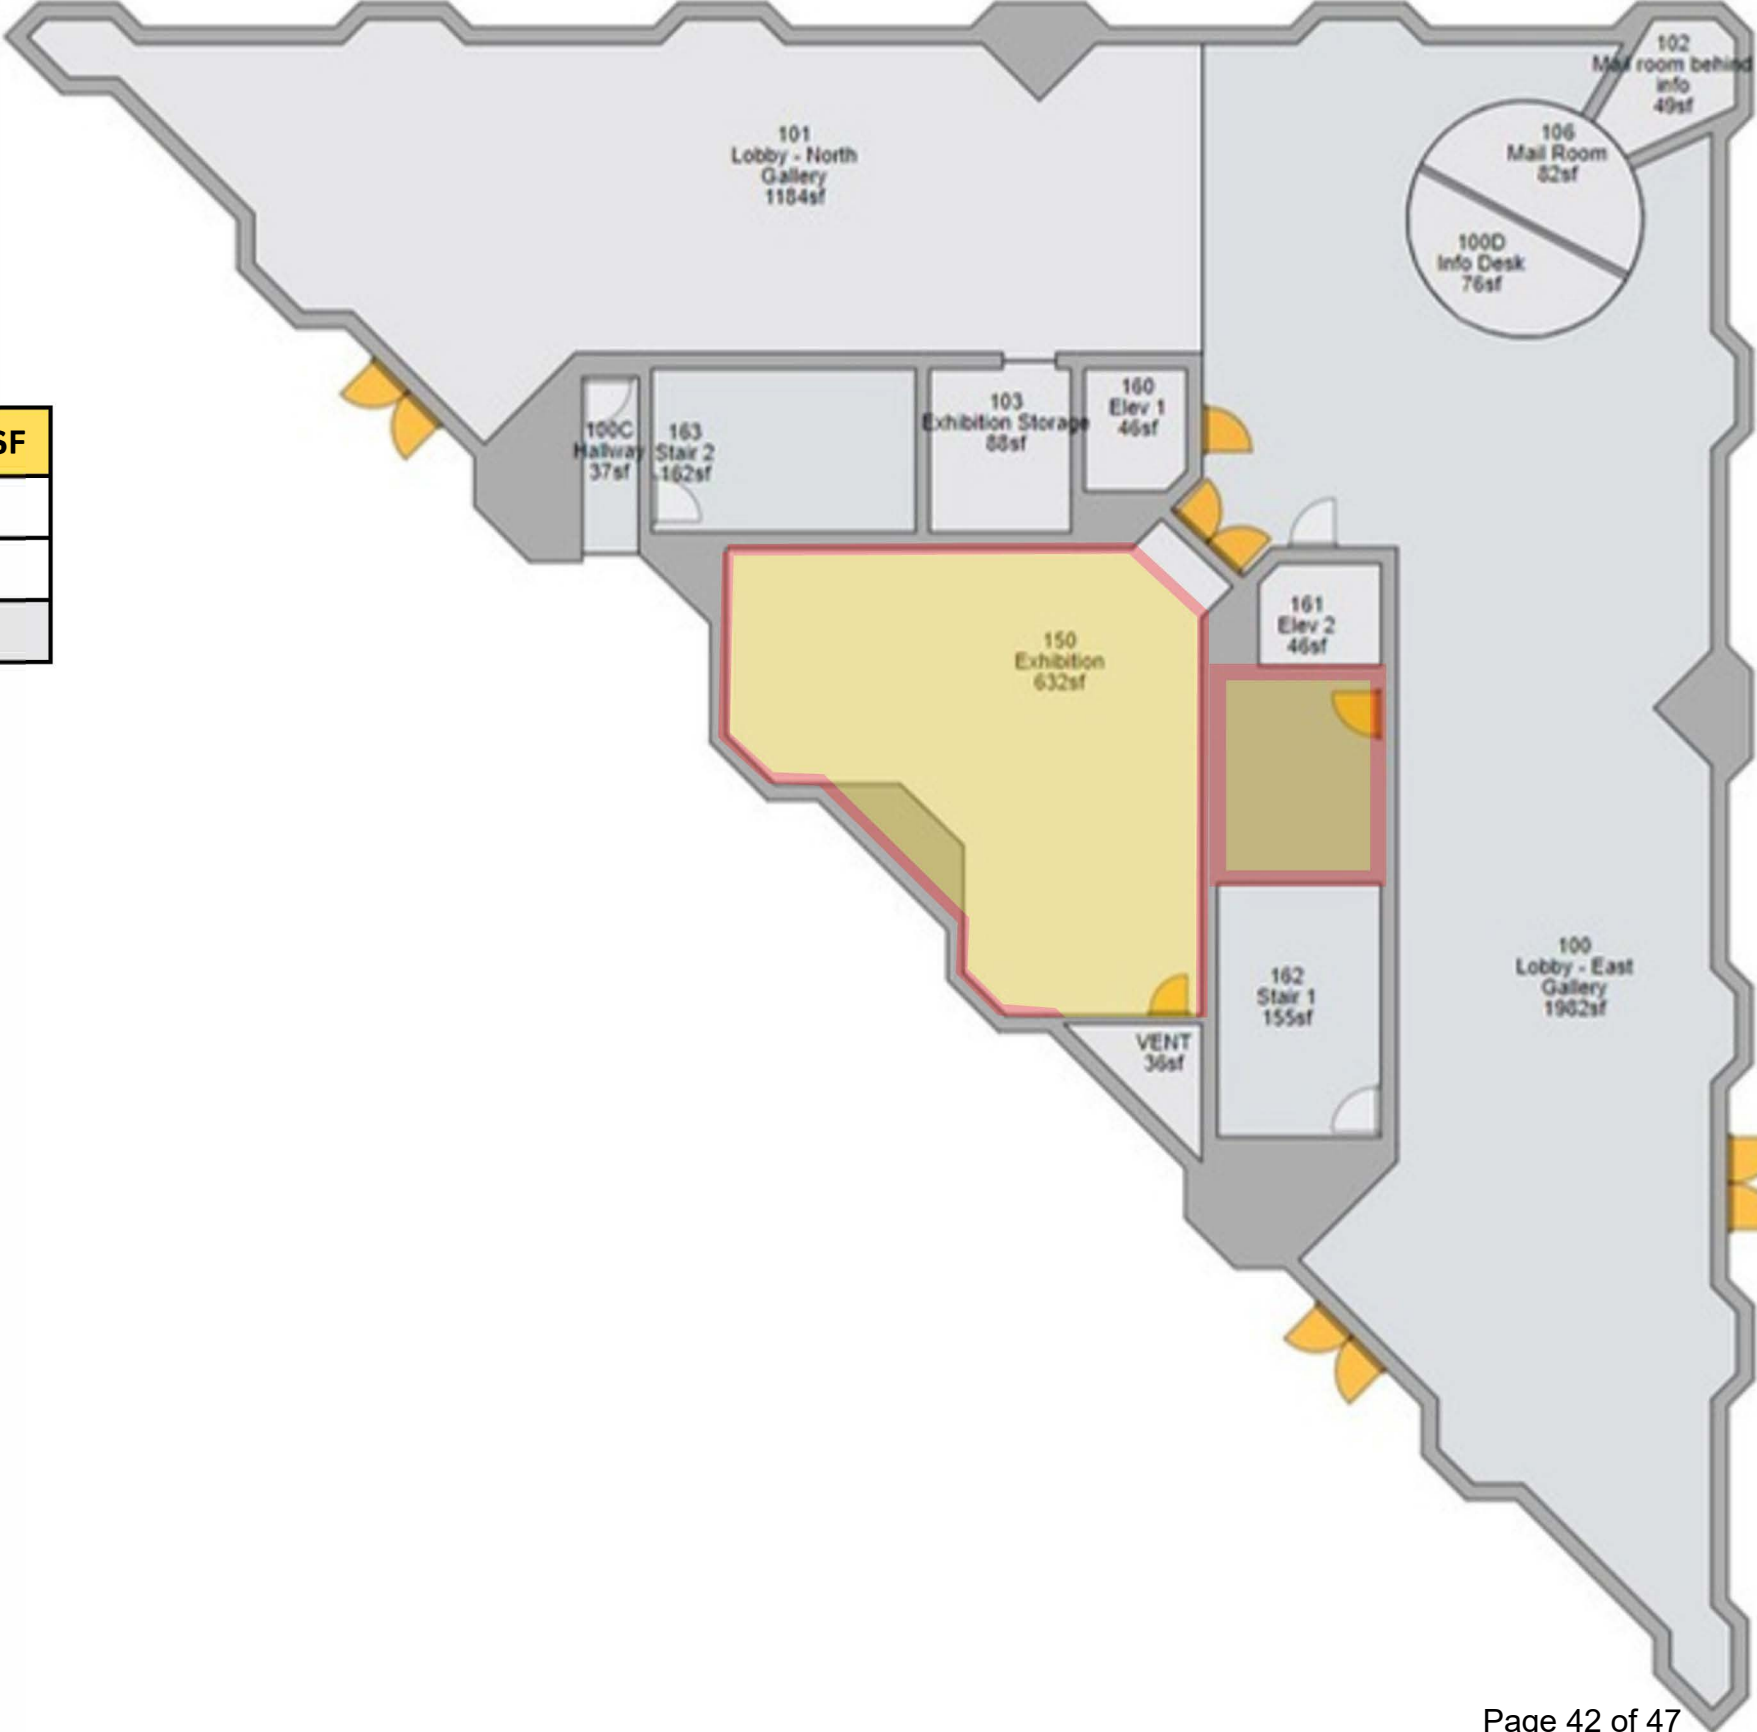 102
Mail room behind
info
49sf
106
Mail Room
82sf
101
Lobby - North
Gallery
1184sf
100D
Info Desk
76sf
160
Elev 1
46sf
103
Exhibition Storage
88sf
100C
Hallway
37sf
163
Stair 2
162sf
SF
161
Elev 2
46sf
150
Exhibition
632sf
100
Lobby - East
Gallery
1982sf
162
Stair 1
155sf
VENT
36sf
Page 42 of 47